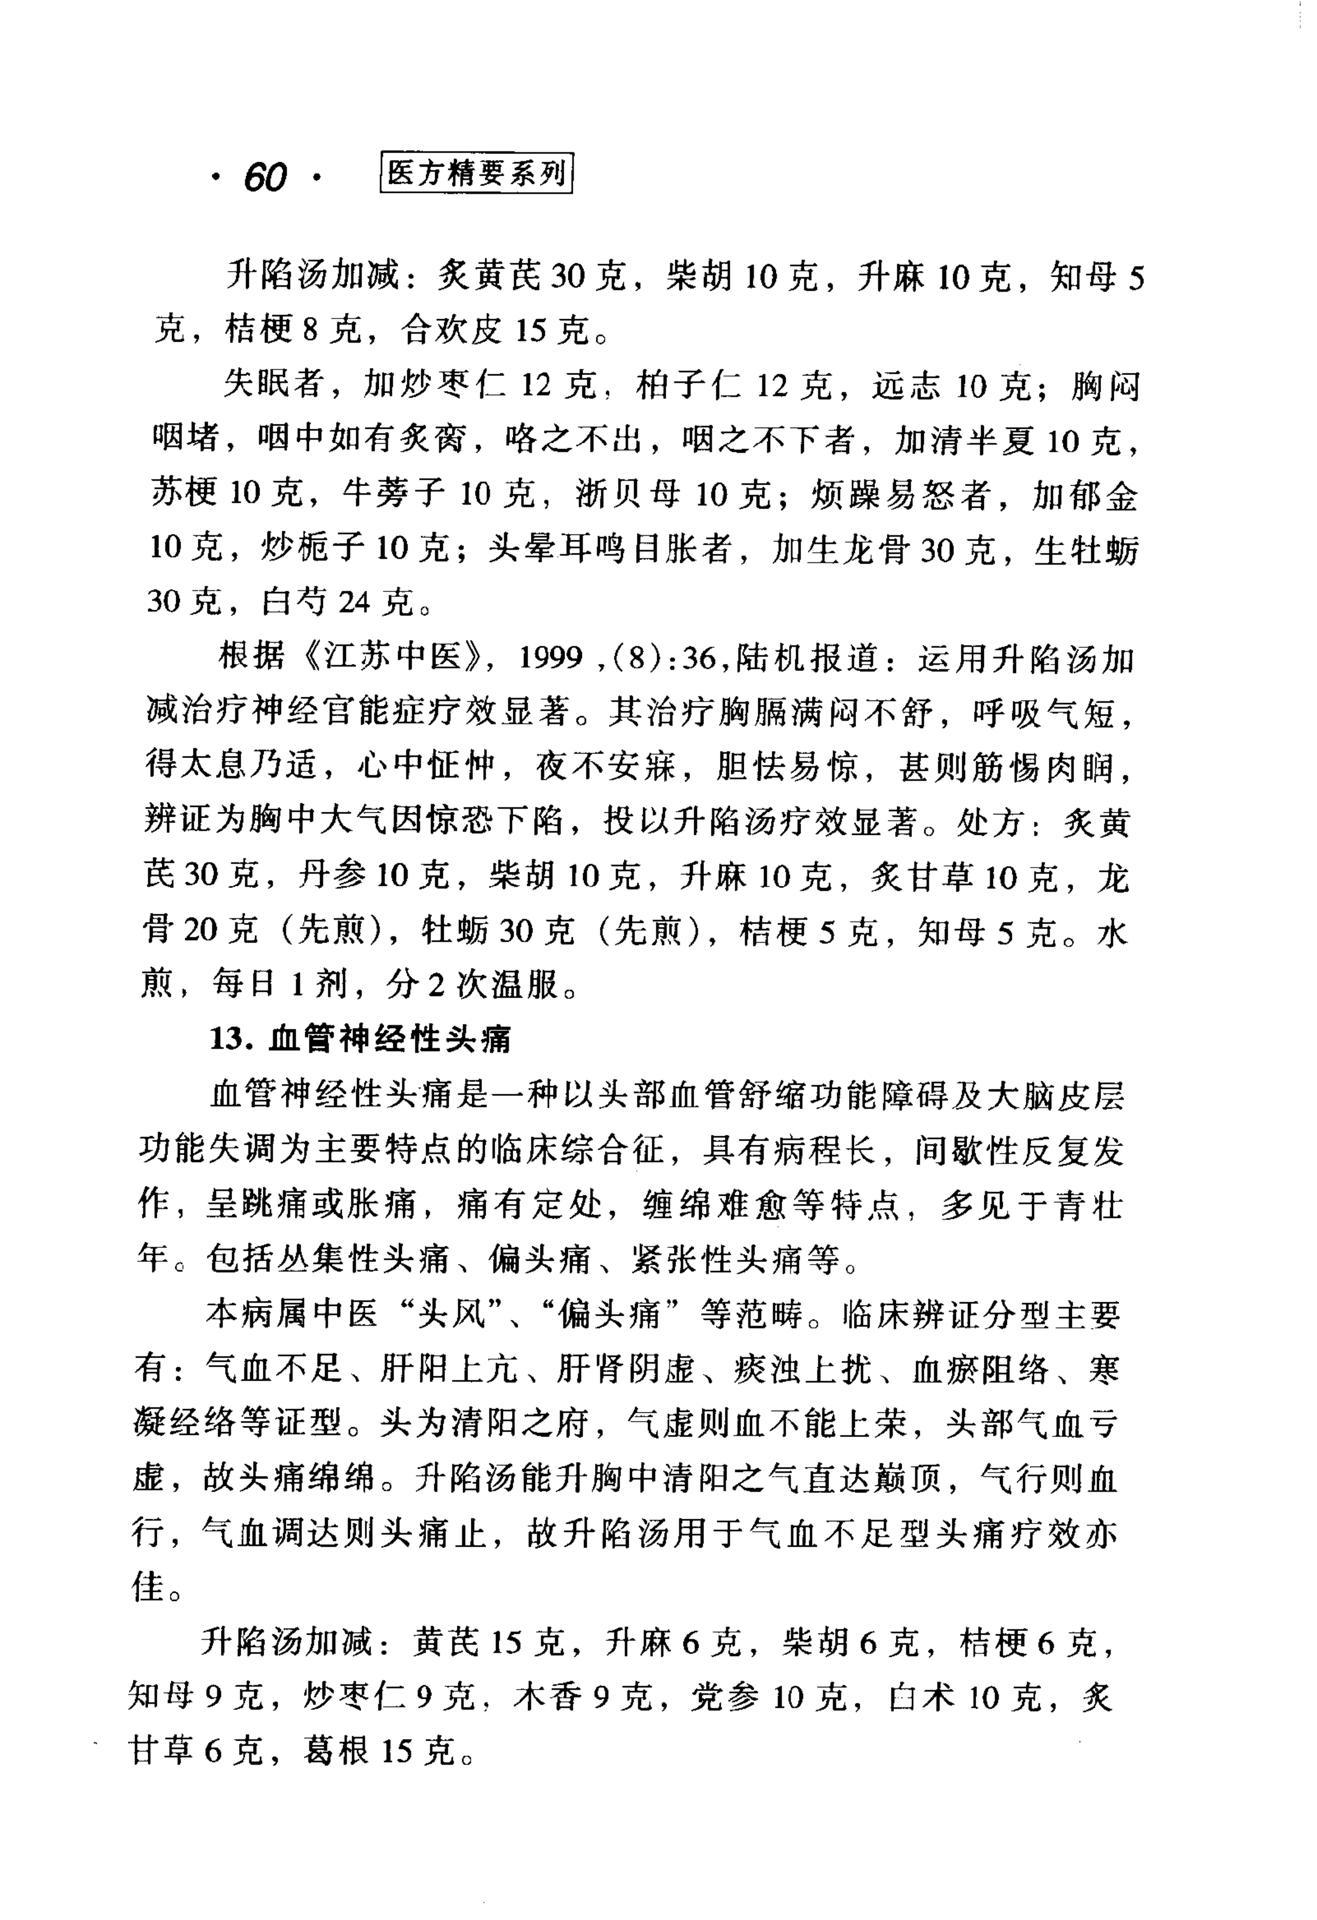 · 60 · 医方精要系列
升陷汤加减：炙黄芪 30 克，柴胡 10 克，升麻 10 克，知母 5
克，桔梗 8 克，合欢皮 15 克。
失眠者，加炒枣仁 12 克，柏子仁 12 克，远志 10 克；胸闷
咽堵，咽中如有炙脔，咯之不出，咽之不下者，加清半夏 10 克，
苏梗 10 克，牛蒡子 10 克，浙贝母 10 克；烦躁易怒者，加郁金
10 克，炒栀子 10 克；头晕耳鸣目胀者，加生龙骨 30 克，生牡蛎
30 克，白芍 24 克。
根据《江苏中医》，1999，(8):36,陆机报道：运用升陷汤加
减治疗神经官能症疗效显著。其治疗胸膈满闷不舒，呼吸气短，
得太息乃适，心中怔忡，夜不安寐，胆怯易惊，甚则筋惕肉瞤，
辨证为胸中大气因惊恐下陷，投以升陷汤疗效显著。处方：炙黄
芪 30 克，丹参 10 克，柴胡 10 克，升麻 10 克，炙甘草 10 克，龙
骨 20 克（先煎），牡蛎 30 克（先煎），桔梗 5 克，知母 5 克。水
煎，每日 1 剂，分 2 次温服。
13. 血管神经性头痛
血管神经性头痛是一种以头部血管舒缩功能障碍及大脑皮层
功能失调为主要特点的临床综合征，具有病程长，间歇性反复发
作，呈跳痛或胀痛，痛有定处，缠绵难愈等特点，多见于青壮
年。包括丛集性头痛、偏头痛、紧张性头痛等。
本病属中医“头风”、“偏头痛”等范畴。临床辨证分型主要
有：气血不足、肝阳上亢、肝肾阴虚、痰浊上扰、血瘀阻络、寒
凝经络等证型。头为清阳之府，气虚则血不能上荣，头部气血亏
虚，故头痛绵绵。升陷汤能升胸中清阳之气直达巅顶，气行则血
行，气血调达则头痛止，故升陷汤用于气血不足型头痛疗效亦
佳。
升陷汤加减：黄芪 15 克，升麻 6 克，柴胡 6 克，桔梗 6 克，
知母 9 克，炒枣仁 9 克，木香 9 克，党参 10 克，白术 10 克，炙
甘草 6 克，葛根 15 克。